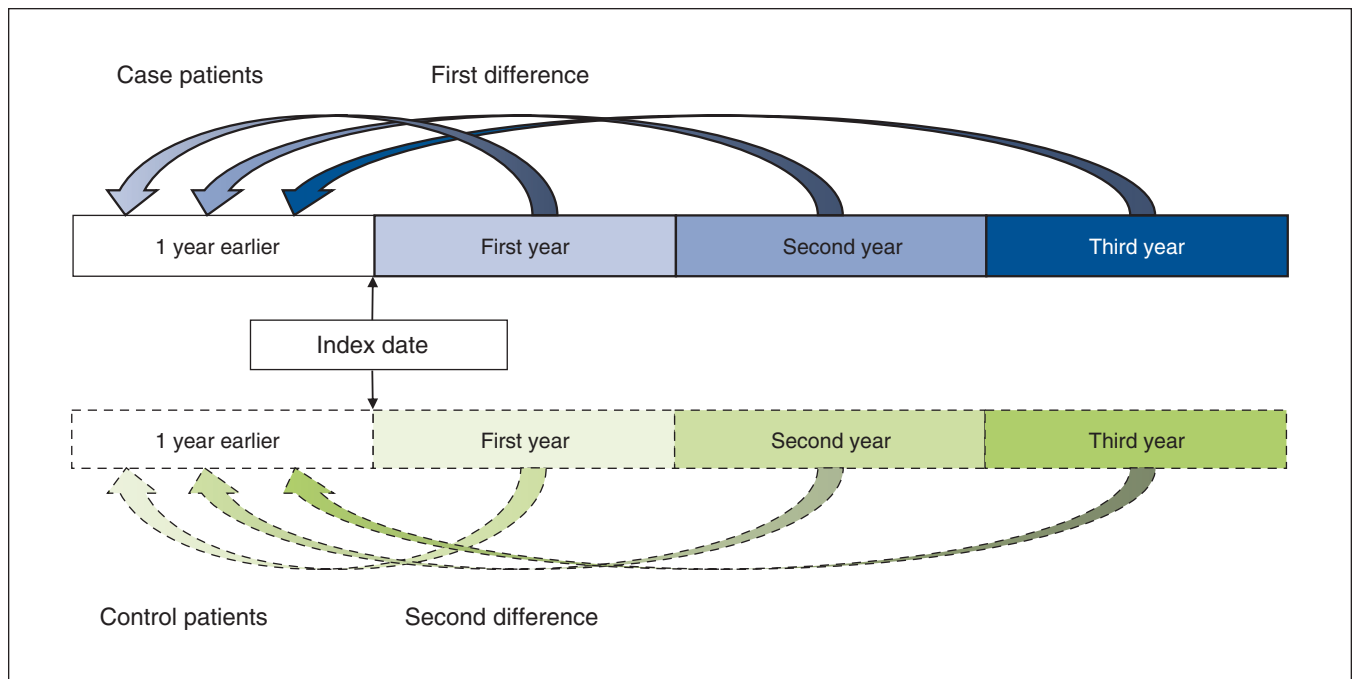 Case patients First difference
1 year earlier First year Second year Third year
Index date
1 year earlier First year Second year Third year
Control patients Second difference